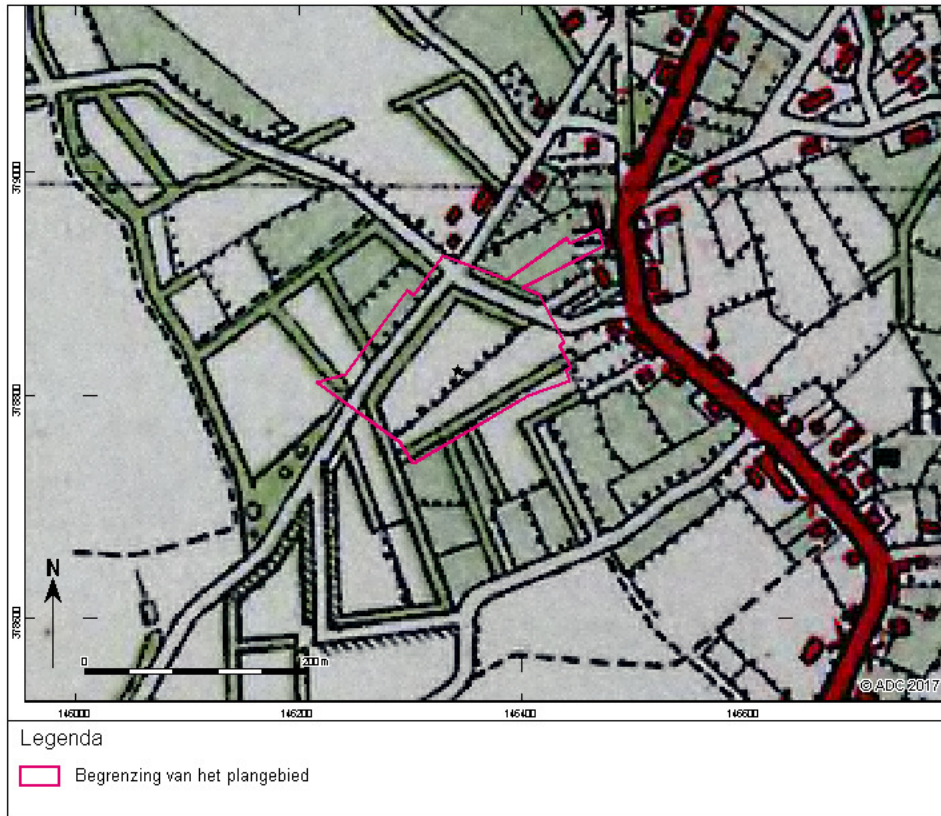 379000
378800
378600
N
0
200 m
R
© ADC 2017
146000
146200
146400
146600
Legenda
Begrenzing van het plangebied